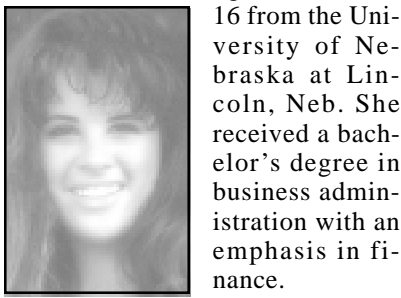 16 from the Uni-
versity of Ne-
braska at Lin-
coln, Neb. She
received a bach-
elor's degree in
business admin-
istration with an
emphasis in fi-
nance.